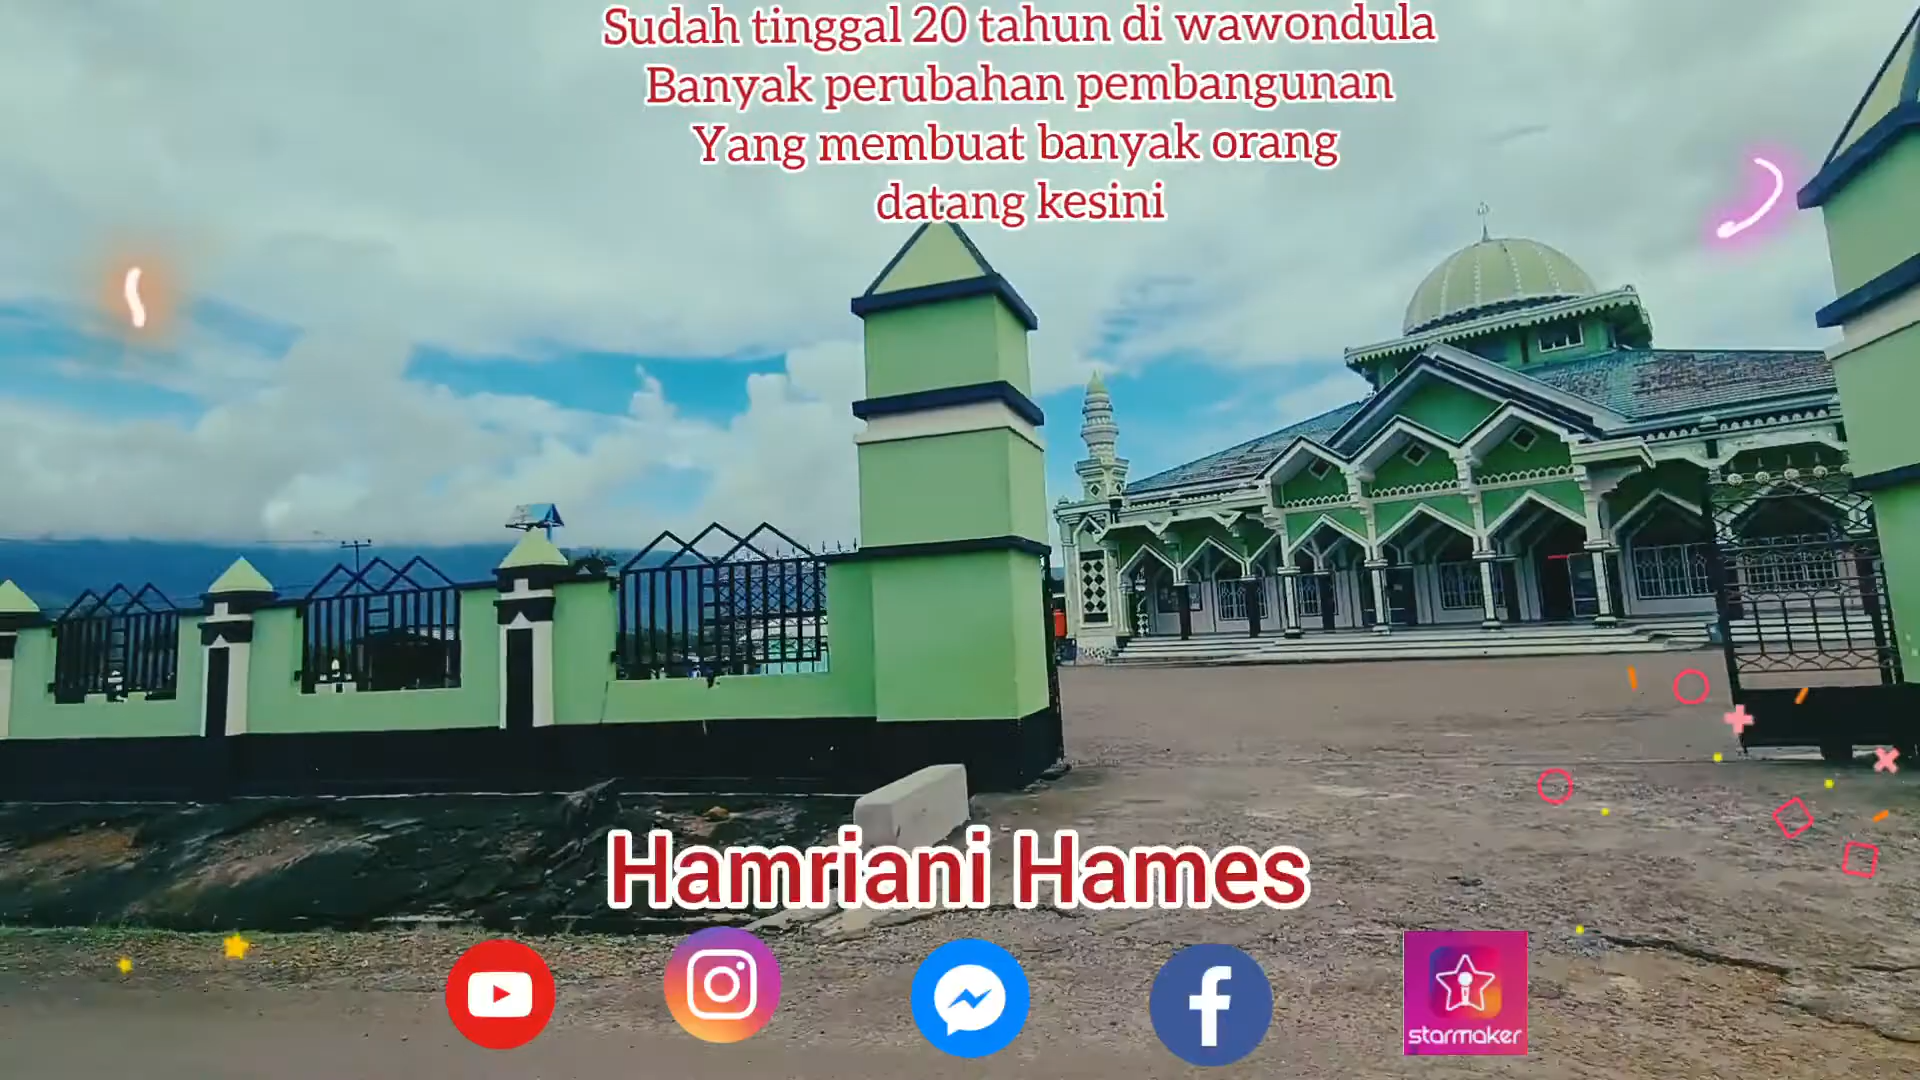 Sudah tinggal 20 tahun di wawondula
Banyak perubahan pembangunan
Yang membuat banyak orang
datang kesini
Hamriani Hames
starmaker